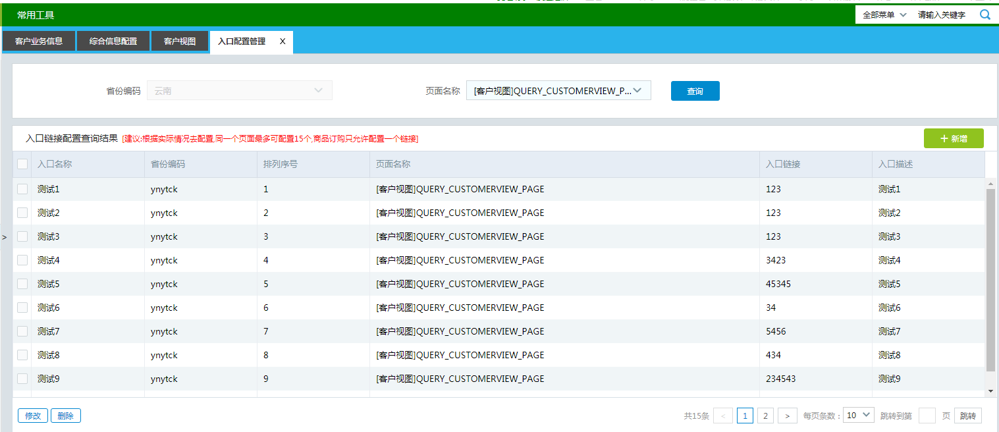 常用工具
全部菜单 请输入关键字
客户业务信息 综合信息配置 客户视图 入口配置管理 X
省份编码 云南 页面名称 [客户视图]QUERY_CUSTOMERVIEW_P... 查询
入口链接配置查询结果 [建议:根据实际情况去配置,同一个页面最多可配置15个,商品订购只允许配置一个链接] + 新增
入口名称 省份编码 排列序号 页面名称 入口链接 入口描述
测试1 ynytck 1 [客户视图]QUERY_CUSTOMERVIEW_PAGE 123 测试1
测试2 ynytck 2 [客户视图]QUERY_CUSTOMERVIEW_PAGE 123 测试2
测试3 ynytck 3 [客户视图]QUERY_CUSTOMERVIEW_PAGE 123 测试3
测试4 ynytck 4 [客户视图]QUERY_CUSTOMERVIEW_PAGE 3423 测试4
测试5 ynytck 5 [客户视图]QUERY_CUSTOMERVIEW_PAGE 45345 测试5
测试6 ynytck 6 [客户视图]QUERY_CUSTOMERVIEW_PAGE 34 测试6
测试7 ynytck 7 [客户视图]QUERY_CUSTOMERVIEW_PAGE 5456 测试7
测试8 ynytck 8 [客户视图]QUERY_CUSTOMERVIEW_PAGE 434 测试8
测试9 ynytck 9 [客户视图]QUERY_CUSTOMERVIEW_PAGE 234543 测试9
>
修改 删除 共15条 < 1 2 > 每页条数: 10 跳转到第 页 跳转